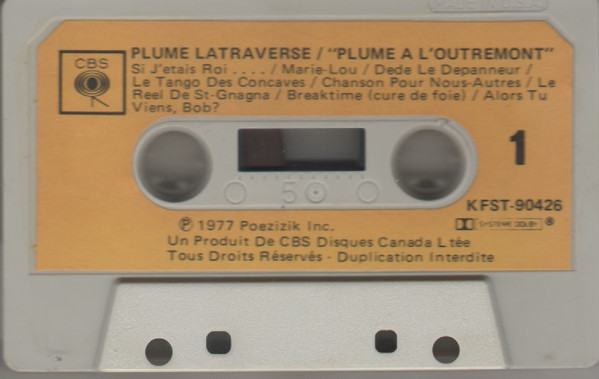 MADE IN U.S.A.
CBS
PLUME LATRAVERSE / "PLUME A L'OUTREMONT"
Si J'etais Roi .... / Marie-Lou / Dede Le Depanneur /
Le Tango Des Concaves / Chanson Pour Nous-Autres / Le
Reel De St-Gnagna / Breaktime (cure de foie) / Alors Tu
Viens, Bob?
1
50
KFST-90426
℗ 1977 Poezizik Inc.
SYSTEME DOLBY ®
Un Produit De CBS Disques Canada Ltée
Tous Droits Réservés - Duplication Interdite